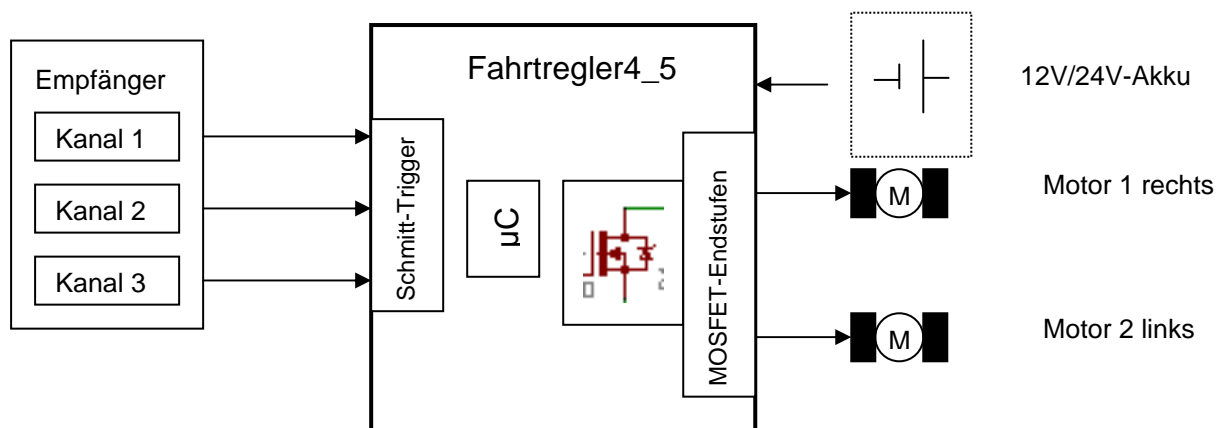 Empfänger
Kanal 1
Kanal 2
Kanal 3
Fahrtregler4_5
Schmitt-Trigger
µC
MOSFET-Endstufen
12V/24V-Akku
M
Motor 1 rechts
M
Motor 2 links